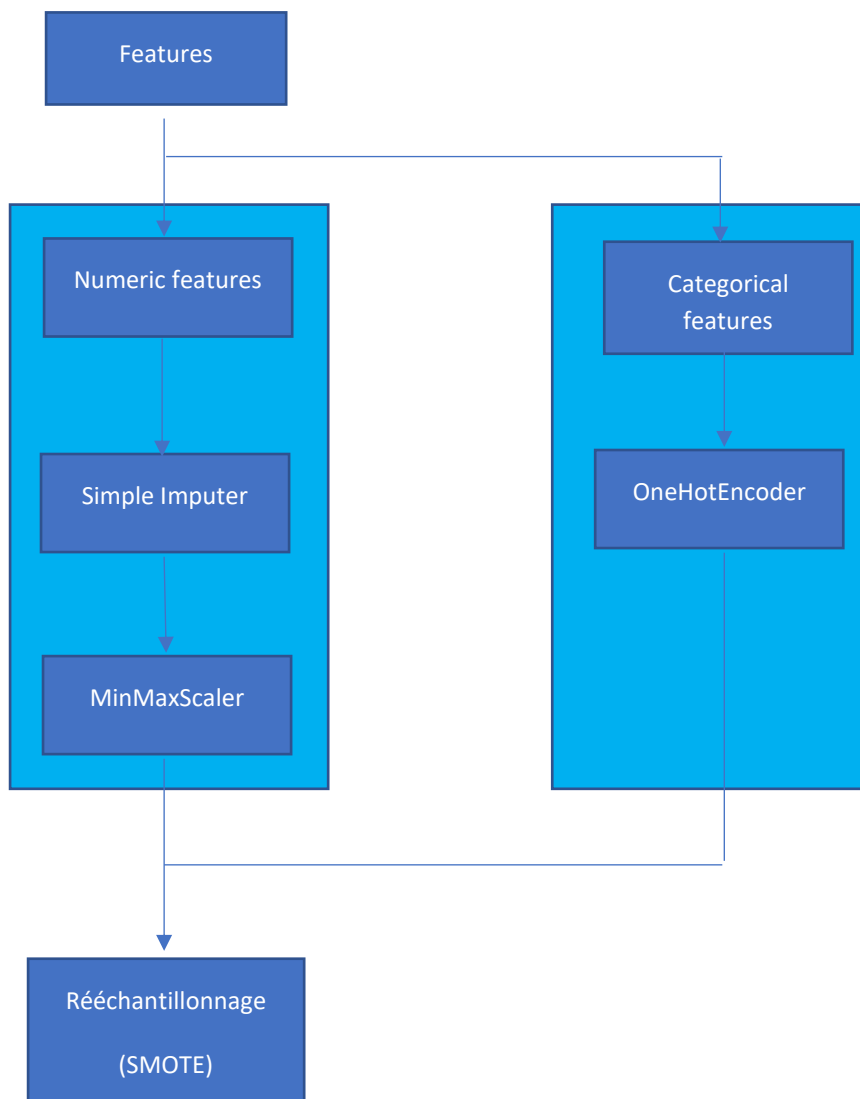 Features
Numeric features
Categorical
features
Simple Imputer
OneHotEncoder
MinMaxScaler
Rééchantillonnage
(SMOTE)